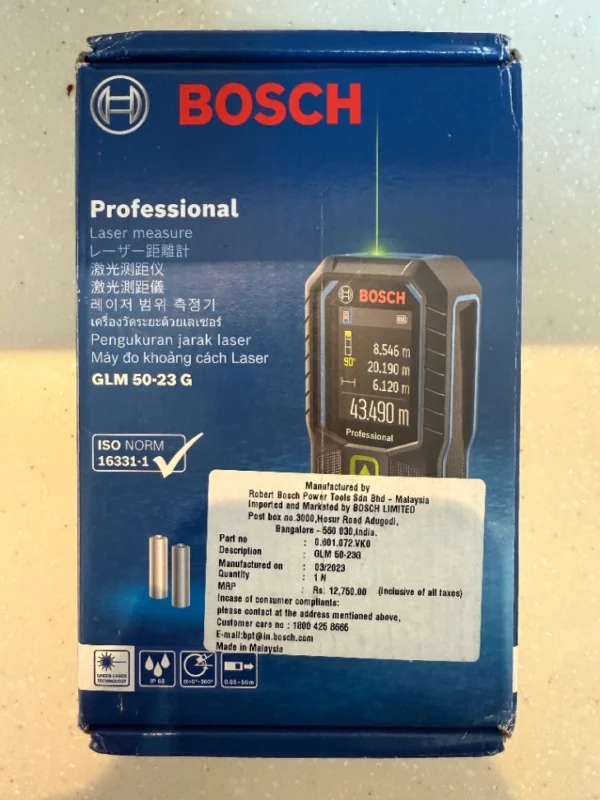 BOSCH
Professional
Laser measure
レーザー距離計
激光测距仪
激光測距儀
레이저 범위 측정기
เครื่องวัดระยะด้วยเลเซอร์
Pengukuran jarak laser
Máy đo khoảng cách Laser
GLM 50-23 G
ISO NORM
16331-1
BOSCH
8.546 m
90°
20.190 m
6.120 m
43.490 m
Professional
Manufactured by
Robert Bosch Power Tools Sdn Bhd - Malaysia
Imported and Marketed by BOSCH LIMITED
Post box no.3000,Hosur Road Adugodi,
Bangalore - 550 030,India.
Part no : 0.601.072.VK0
Description : GLM 50-23G
Manufactured on : 03/2023
Quantity : 1 N
MRP : Rs: 12,750.00 (Inclusive of all taxes)
Incase of consumer complaints:
please contact at the address mentioned above,
Customer care no : 1800 425 8665
E-mail:bpt@in.bosch.com
Made in Malaysia
GREEN LASER
TECHNOLOGY
IP 65
α=0°-360°
0.05-50m